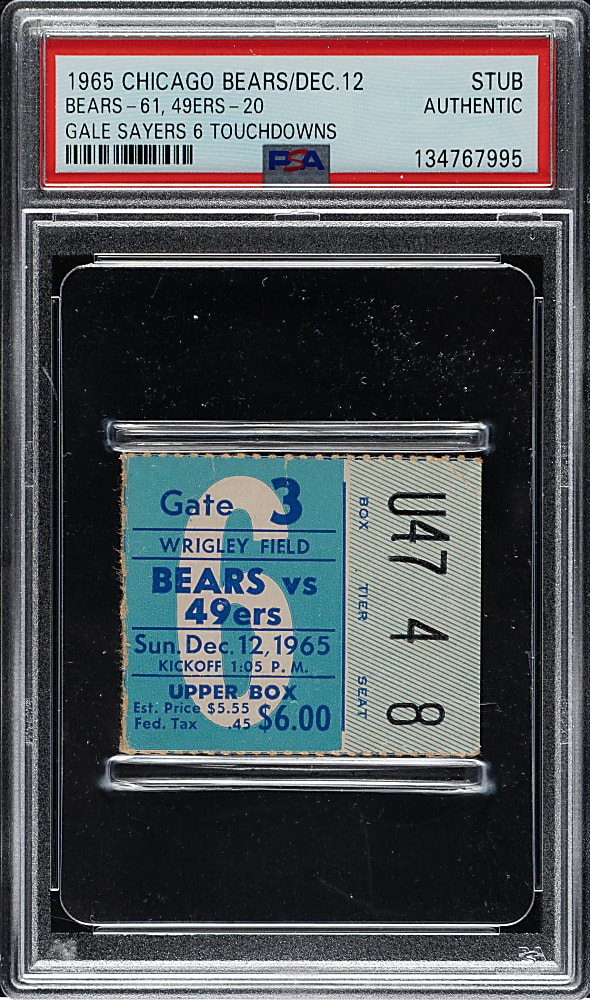 1965 CHICAGO BEARS/DEC.12 STUB
BEARS-61, 49ERS-20 AUTHENTIC
GALE SAYERS 6 TOUCHDOWNS
PSA 134767995
6
Gate 3
WRIGLEY FIELD
BEARS vs
49ers
Sun. Dec. 12, 1965
KICKOFF 1:05 P. M.
UPPER BOX
Est. Price $5.55
Fed. Tax .45 $6.00
BOX TIER SEAT
U47 4 8